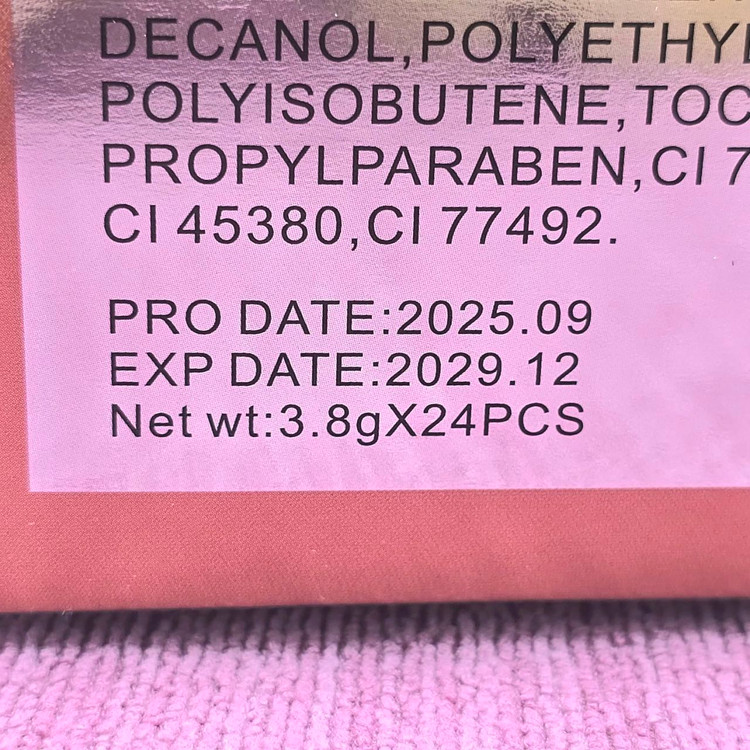 DECANOL,POLYETHYL
POLYISOBUTENE,TOC
PROPYLPARABEN,CI 7
CI 45380,CI 77492.
PRO DATE:2025.09
EXP DATE:2029.12
Net wt:3.8gX24PCS